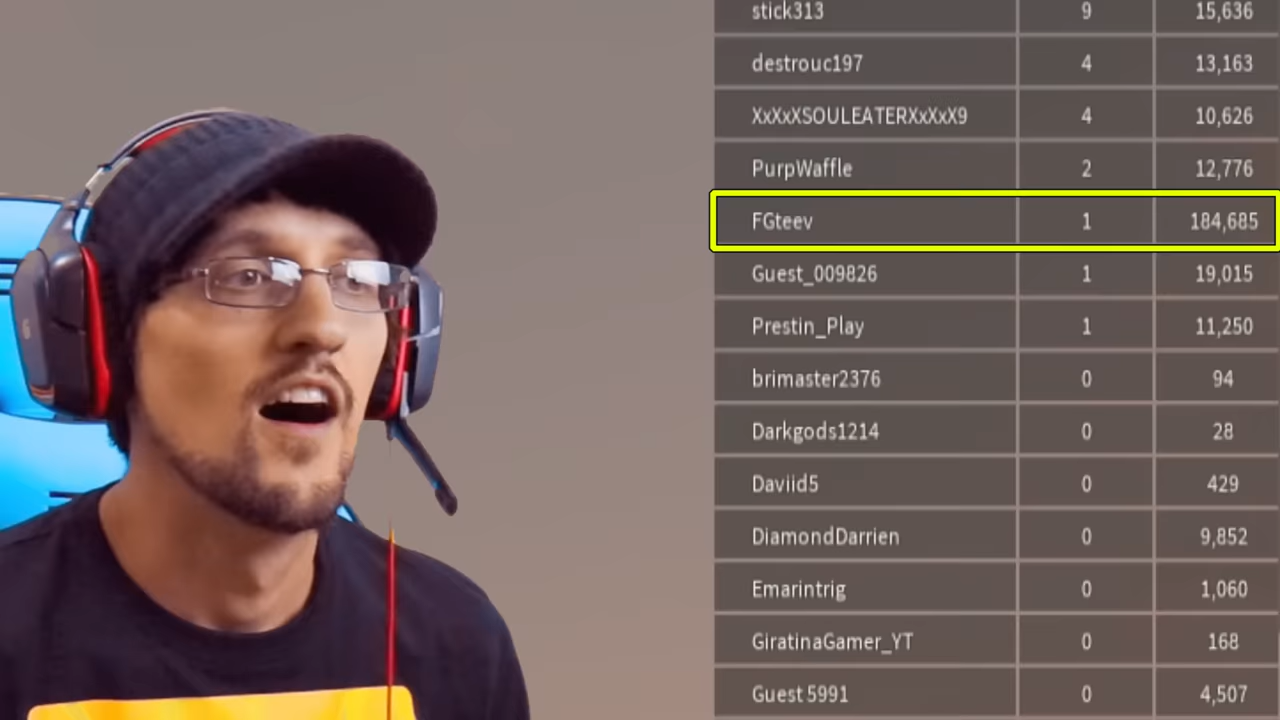 stick313 9 15,636
destrouc197 4 13,163
XxXxXSOULEATERXxXxX9 4 10,626
PurpWaffle 2 12,776
FGteev 1 184,685
Guest_009826 1 19,015
Prestin_Play 1 11,250
brimaster2376 0 94
Darkgods1214 0 28
Daviid5 0 429
DiamondDarrien 0 9,852
Emarintrig 0 1,060
GiratinaGamer_YT 0 168
Guest 5991 0 4,507